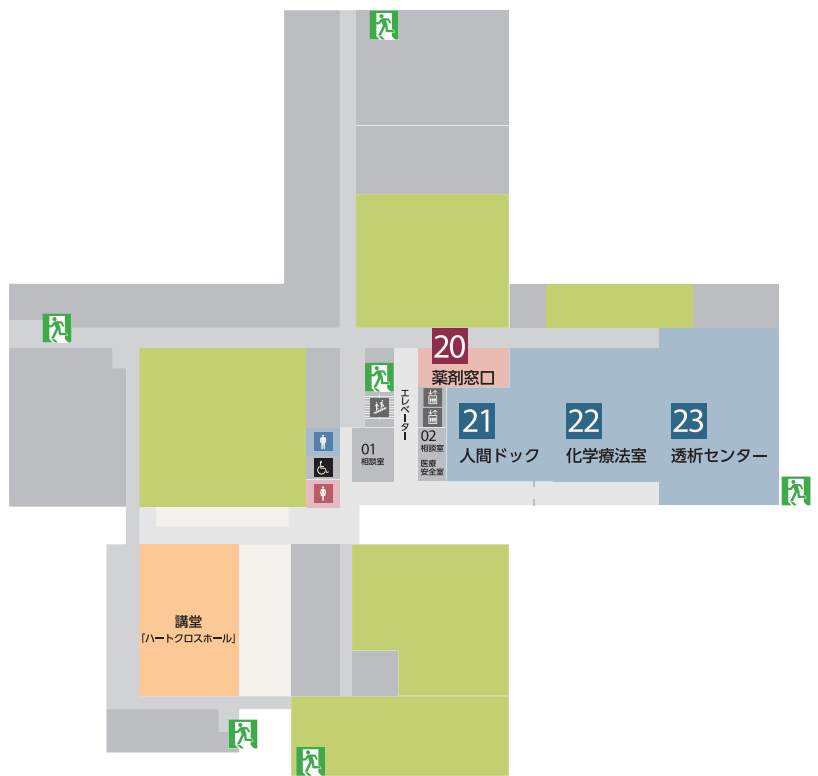 20
薬剤窓口
エレベーター
21
人間ドック
22
化学療法室
23
透析センター
01
相談室
02
相談室
医療
安全室
講堂
「ハートクロスホール」